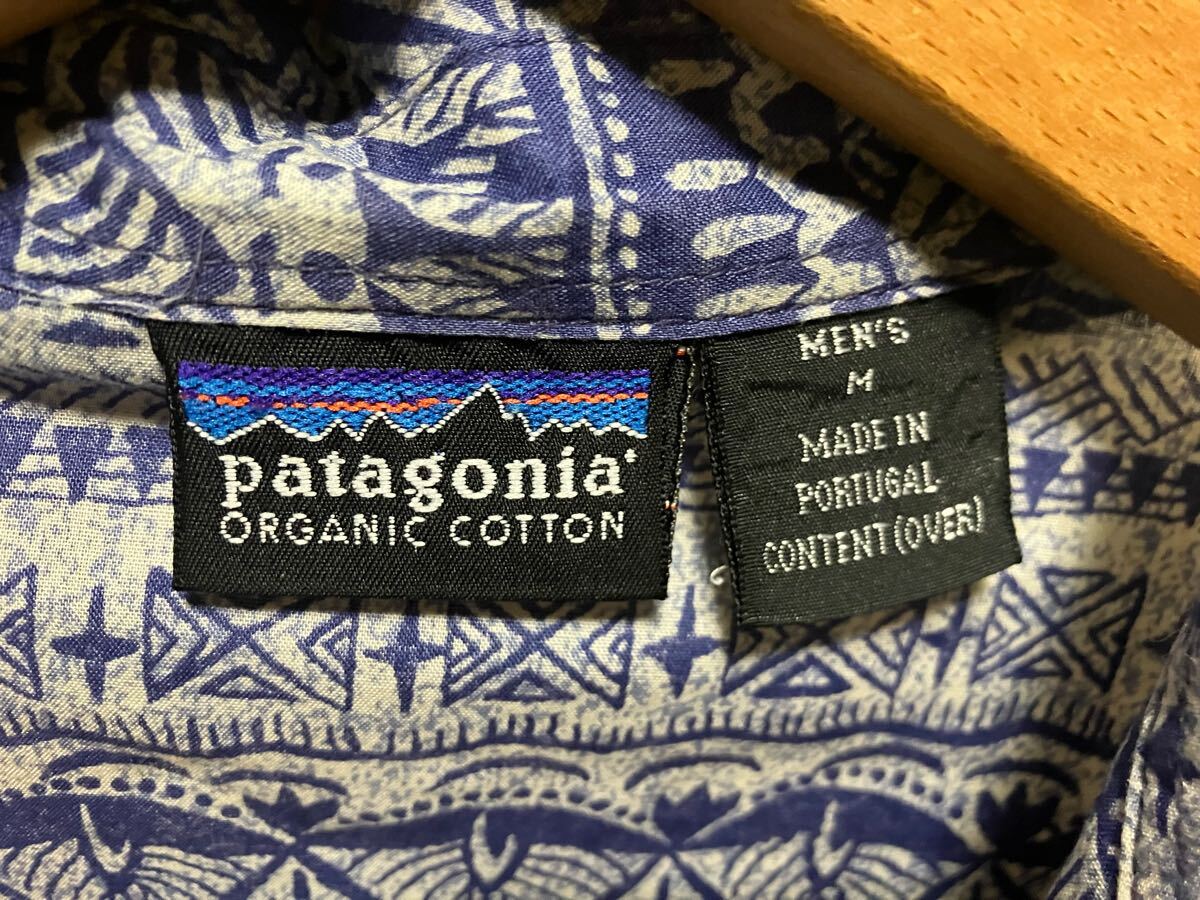 patagonia®
ORGANIC COTTON
MEN'S
M
MADE IN
PORTUGAL
CONTENT (OVER)